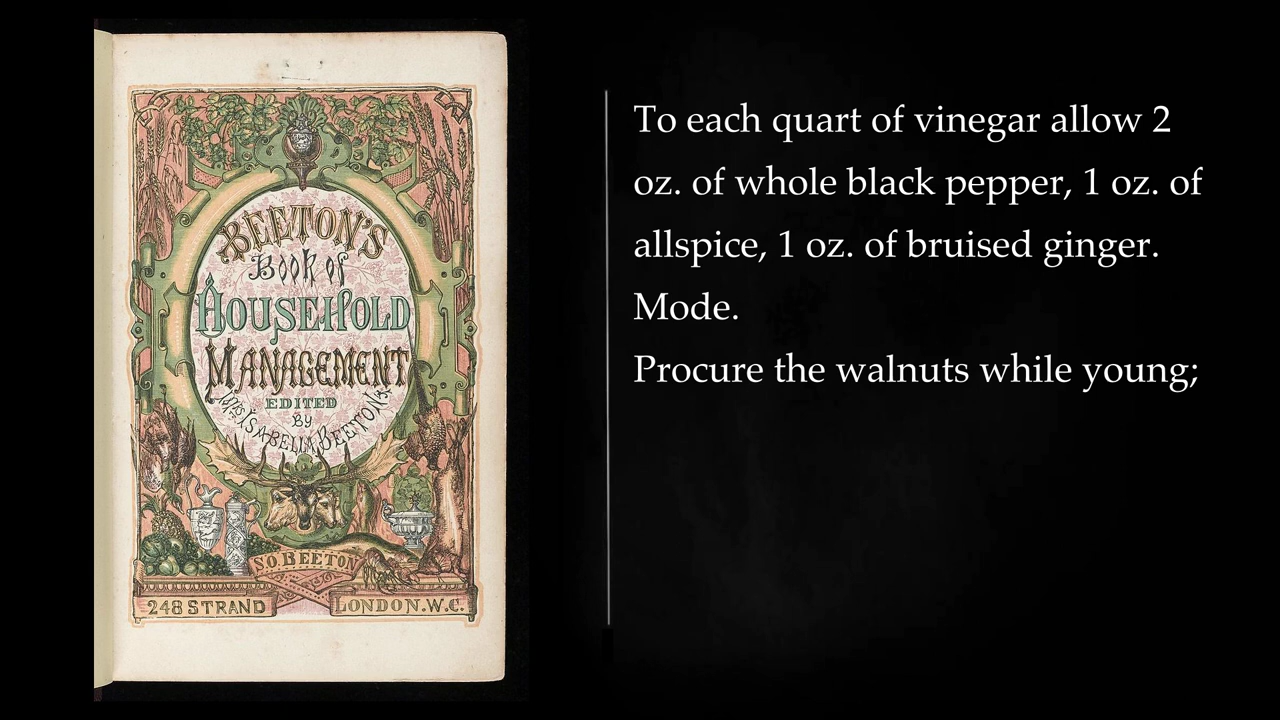 BEETON'S
Book of
HOUSEHOLD
MANAGEMENT
EDITED
BY
MRS ISABELLA BEETON
S.O. BEETON
248 STRAND
LONDON. W.C.
To each quart of vinegar allow 2
oz. of whole black pepper, 1 oz. of
allspice, 1 oz. of bruised ginger.
Mode.
Procure the walnuts while young;